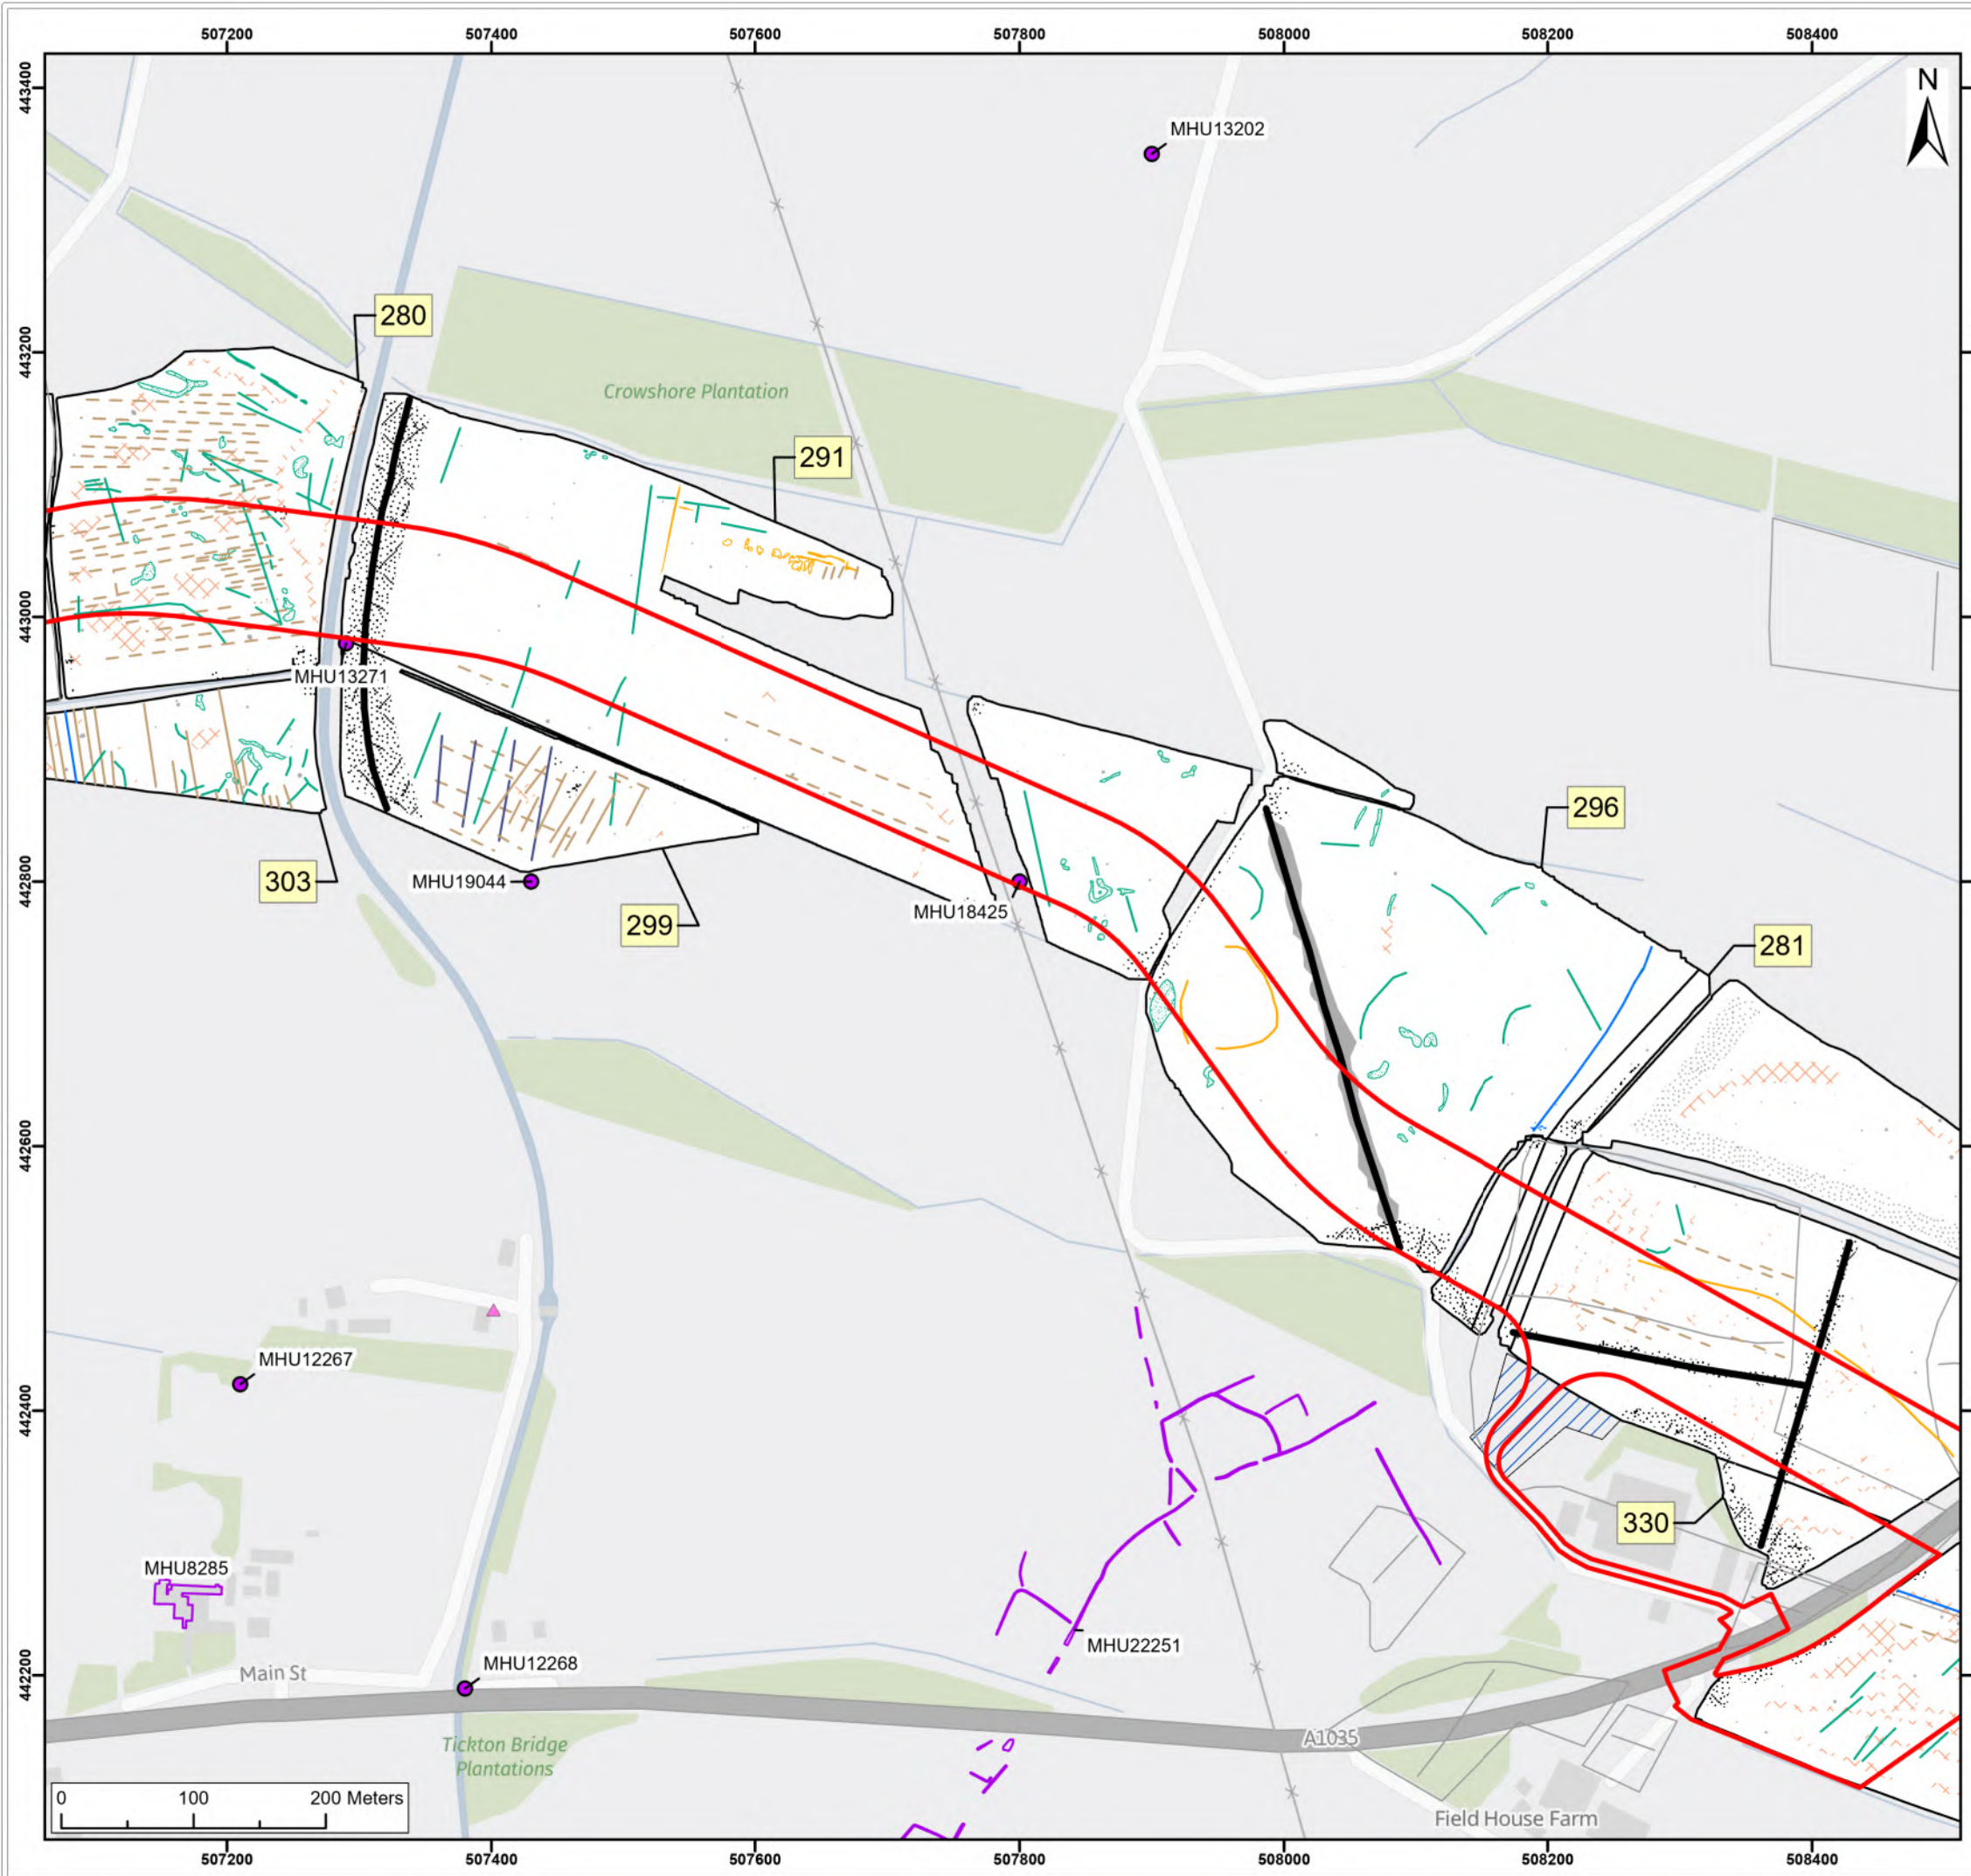 507200 507400 507600 507800 508000 508200 508400
443400
N
MHU13202
280
443200
Crowshore Plantation
291
443000
MHU13271
296
442800
303
MHU19044
299
MHU18425
281
442600
MHU12267
442400
330
MHU8285
MHU22251
MHU12268
Main St
442200
A1035
Tickton Bridge
Plantations
0 100 200 Meters
Field House Farm
507200 507400 507600 507800 508000 508200 508400